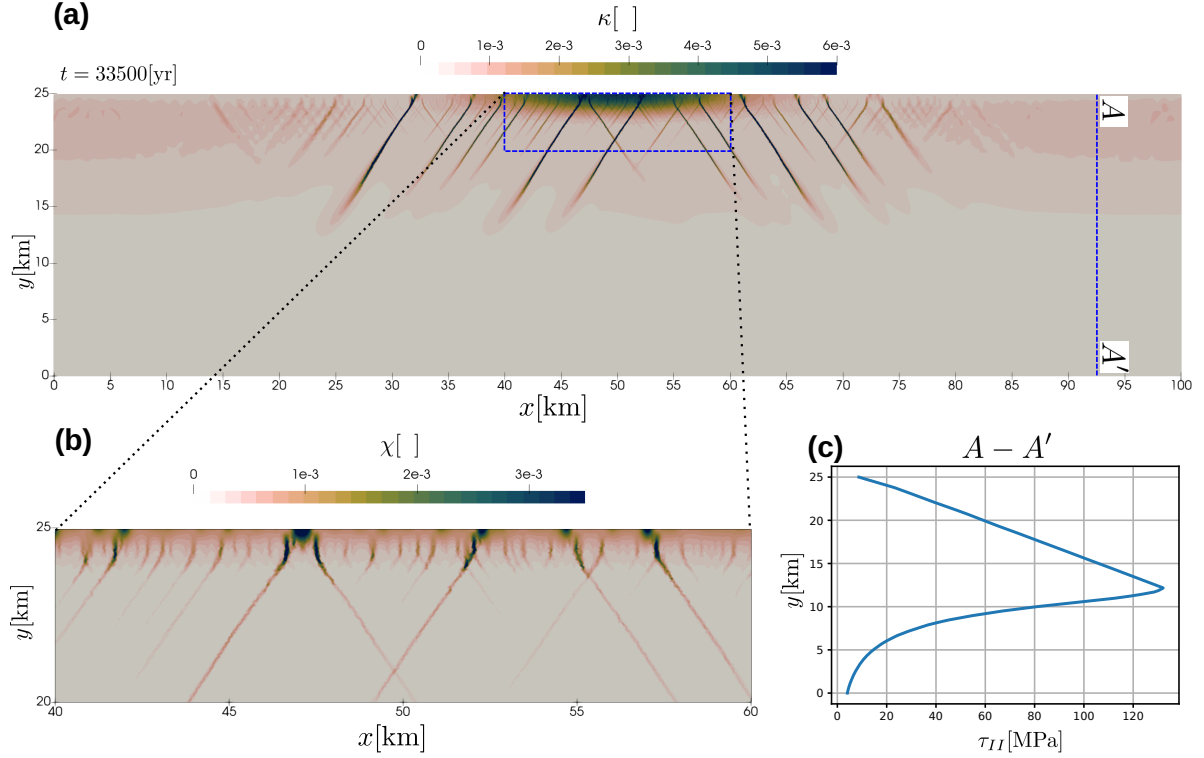 (a)
κ[ ]
0 1e-3 2e-3 3e-3 4e-3 5e-3 6e-3
t = 33500[yr]
25
20
15
10
5
0
y[km]
A
A′
0 5 10 15 20 25 30 35 40 45 50 55 60 65 70 75 80 85 90 95 100
x[km]
(b)
χ[ ]
0 1e-3 2e-3 3e-3
25
20
y[km]
40 45 50 55 60
x[km]
(c)
A − A′
25
20
15
10
5
0
y[km]
0 20 40 60 80 100 120
τII[MPa]